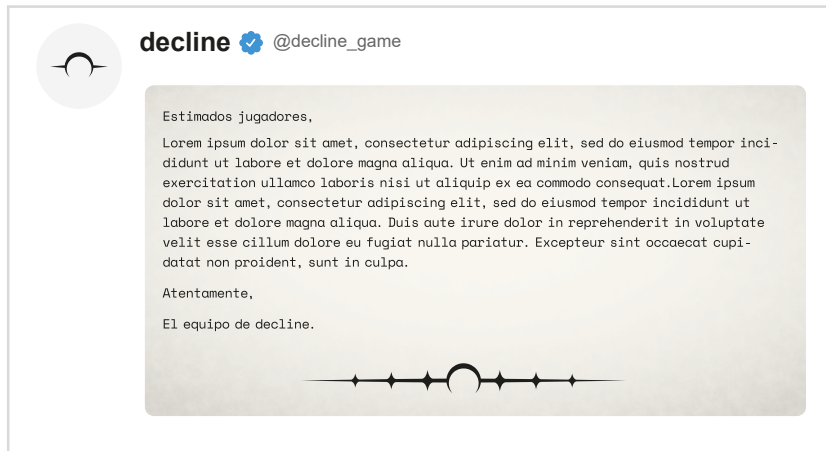 decline @decline_game
Estimados jugadores,
Lorem ipsum dolor sit amet, consectetur adipiscing elit, sed do eiusmod tempor inci-
didunt ut labore et dolore magna aliqua. Ut enim ad minim veniam, quis nostrud
exercitation ullamco laboris nisi ut aliquip ex ea commodo consequat.Lorem ipsum
dolor sit amet, consectetur adipiscing elit, sed do eiusmod tempor incididunt ut
labore et dolore magna aliqua. Duis aute irure dolor in reprehenderit in voluptate
velit esse cillum dolore eu fugiat nulla pariatur. Excepteur sint occaecat cupi-
datat non proident, sunt in culpa.
Atentamente,
El equipo de decline.